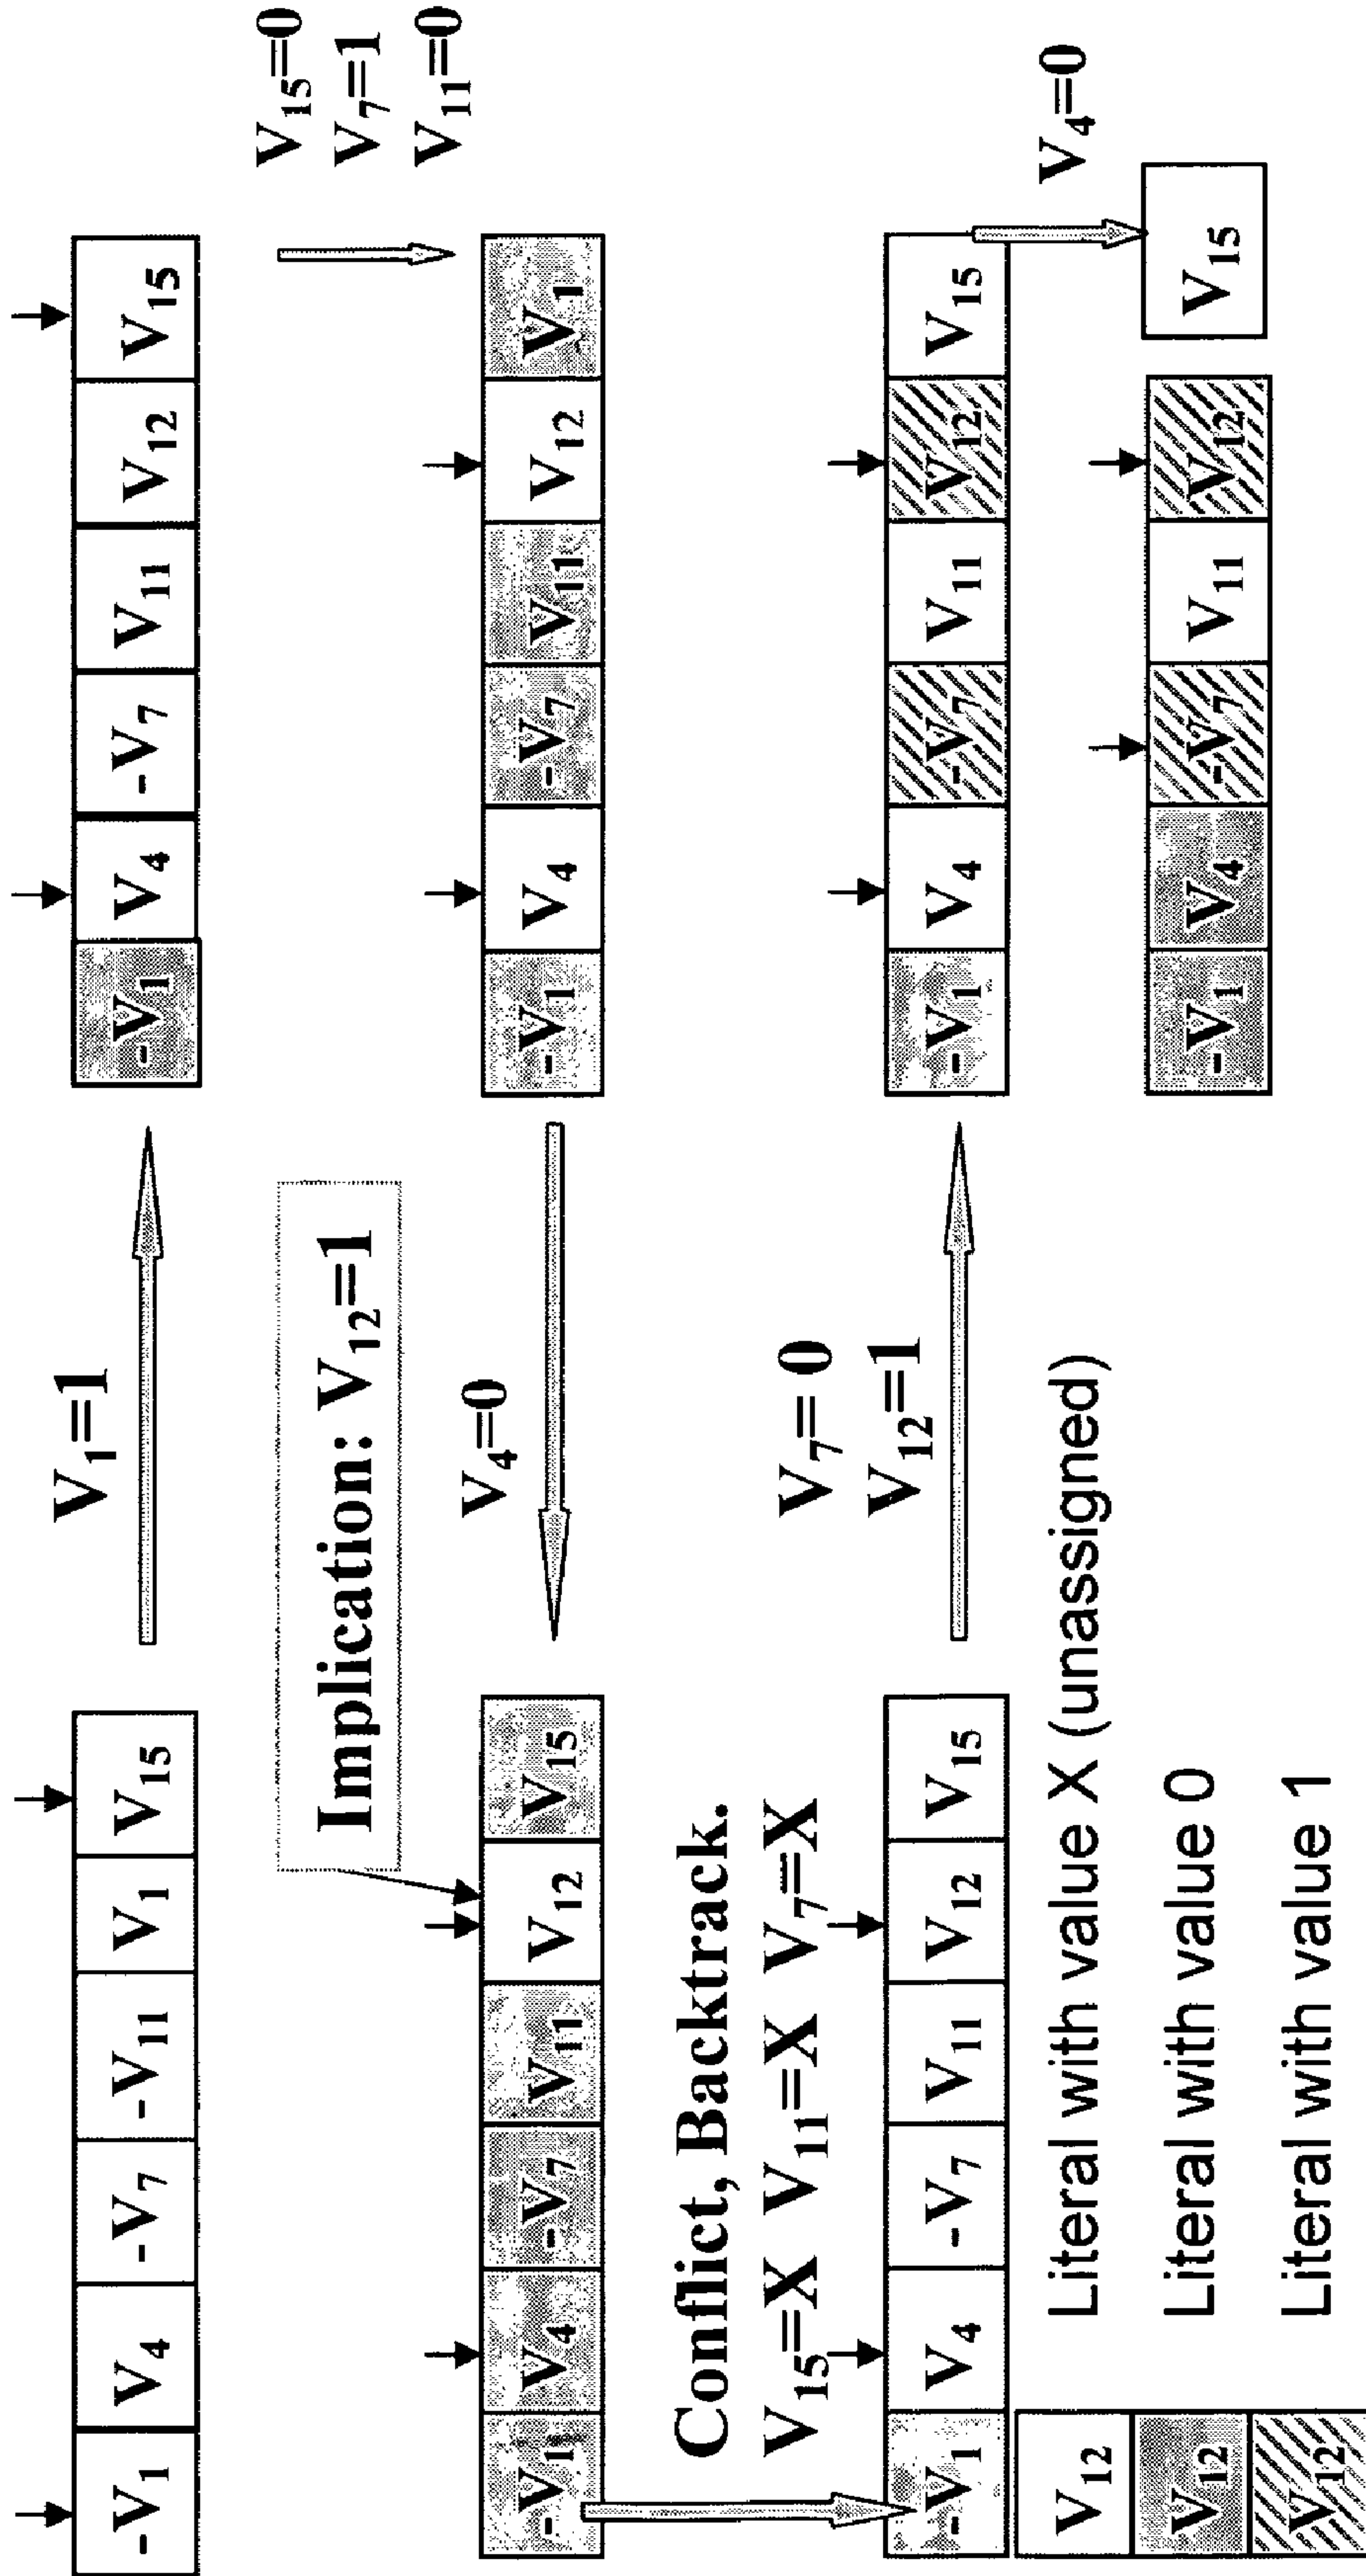 -V₁ V₄ -V₇ -V₁₁ V₁ V₁₅
V₁=1
-V₁ V₄ -V₇ V₁₁ V₁₂ V₁₅
V₁₅=0
V₇=1
V₁₁=0
Implication: V₁₂=1
-V₁ V₄ -V₇ V₁₁ V₁₂ V₁₅
V₄=0
-V₁ V₄ -V₇ V₁₁ V₁₂ V₁
Conflict, Backtrack.
V₁₅=X V₁₁=X V₇=X
-V₁ V₄ -V₇ V₁₁ V₁₂ V₁₅
V₇= 0
V₁₂=1
-V₁ V₄ -V₇ V₁₁ V₁₂ V₁₅
V₄=0
-V₁ V₄ -V₇ V₁₁ V₁₂ V₁₅
V₁₂ Literal with value X (unassigned)
V₁₂ Literal with value 0
V₁₂ Literal with value 1